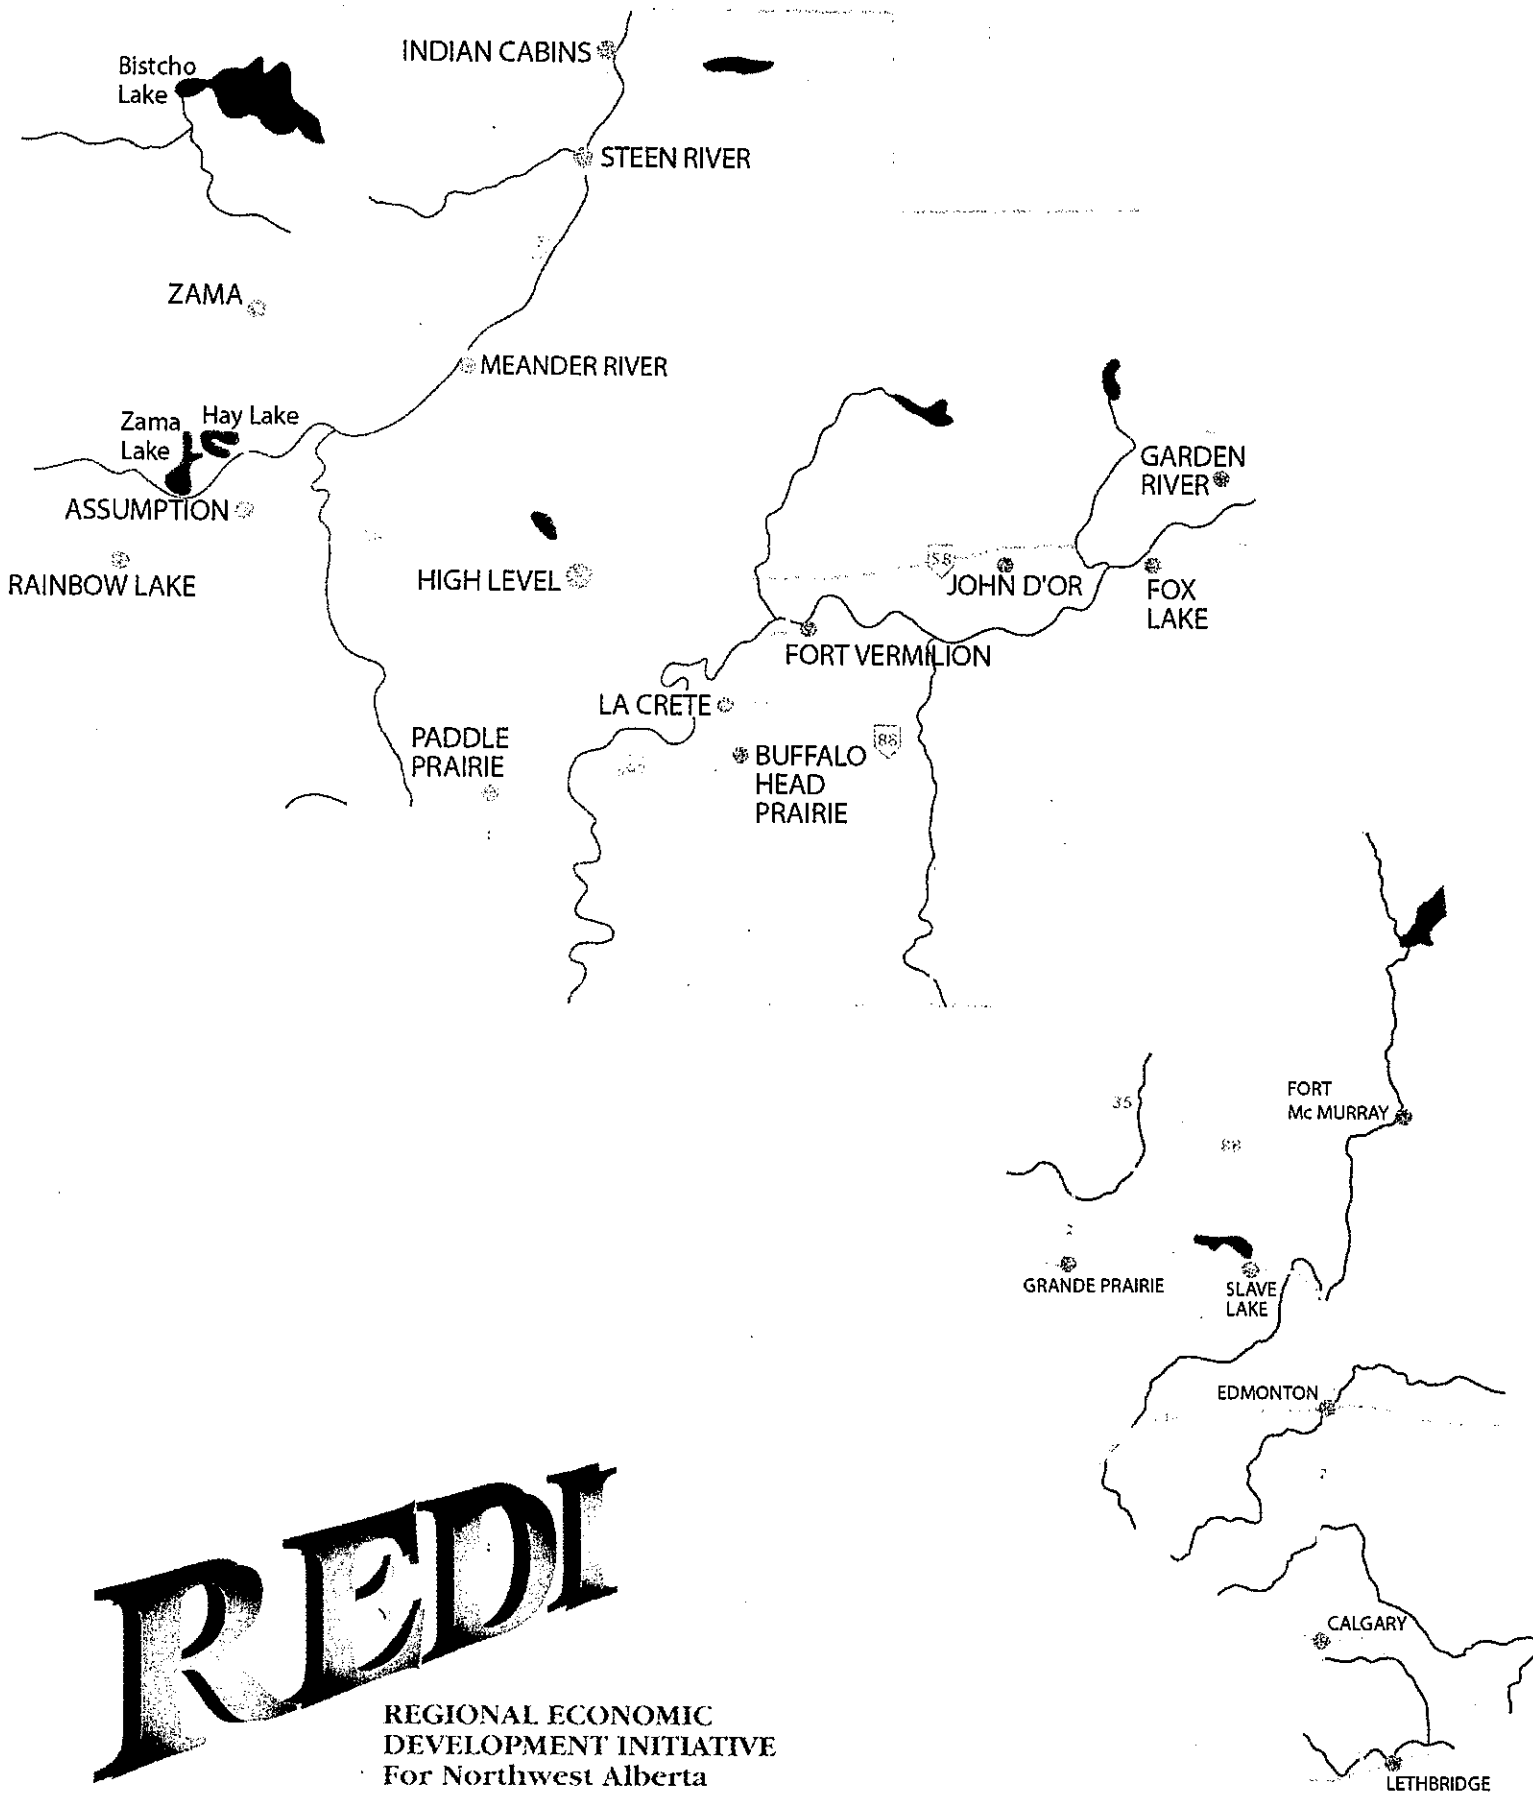 INDIAN CABINS
Bistcho
Lake
STEEN RIVER
ZAMA
MEANDER RIVER
Zama
Lake
Hay Lake
ASSUMPTION
RAINBOW LAKE
HIGH LEVEL
GARDEN
RIVER
58
JOHN D'OR
FOX
LAKE
FORT VERMILION
LA CRETE
PADDLE
PRAIRIE
BUFFALO
HEAD
PRAIRIE
88
35
88
FORT
Mc MURRAY
2
GRANDE PRAIRIE
SLAVE
LAKE
EDMONTON
2
CALGARY
LETHBRIDGE
REDI
REGIONAL ECONOMIC
DEVELOPMENT INITIATIVE
For Northwest Alberta